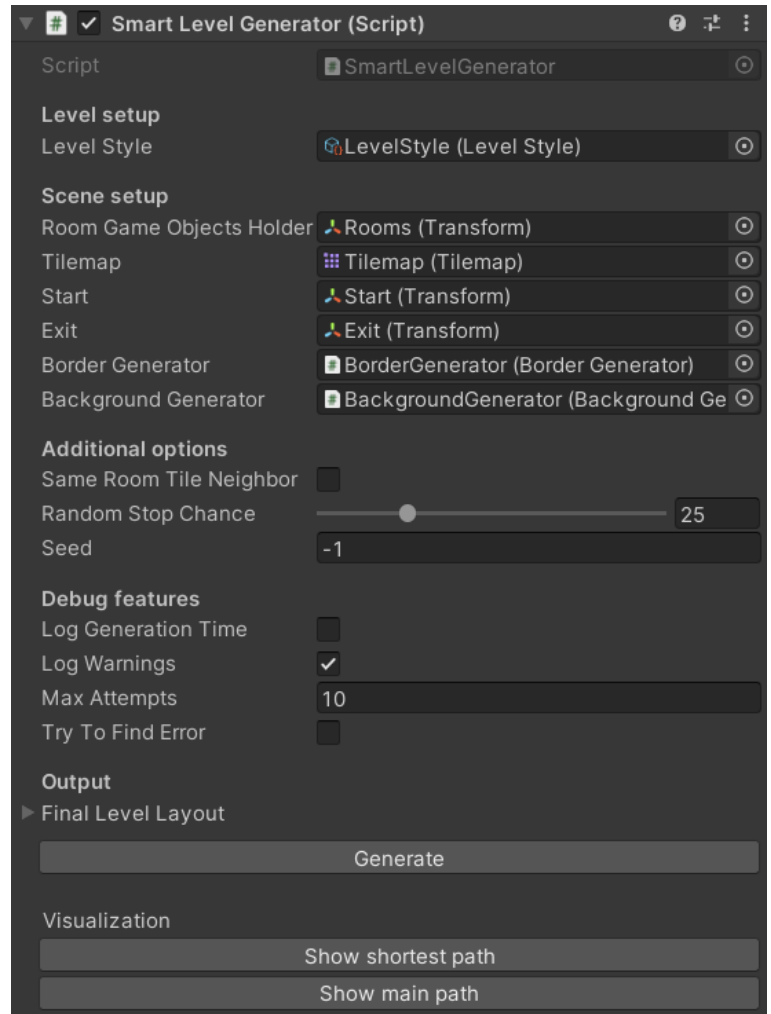 Smart Level Generator (Script)
Script SmartLevelGenerator
Level setup
Level Style LevelStyle (Level Style)
Scene setup
Room Game Objects Holder Rooms (Transform)
Tilemap Tilemap (Tilemap)
Start Start (Transform)
Exit Exit (Transform)
Border Generator BorderGenerator (Border Generator)
Background Generator BackgroundGenerator (Background Ge
Additional options
Same Room Tile Neighbor
Random Stop Chance 25
Seed -1
Debug features
Log Generation Time
Log Warnings
Max Attempts 10
Try To Find Error
Output
Final Level Layout
Generate
Visualization
Show shortest path
Show main path